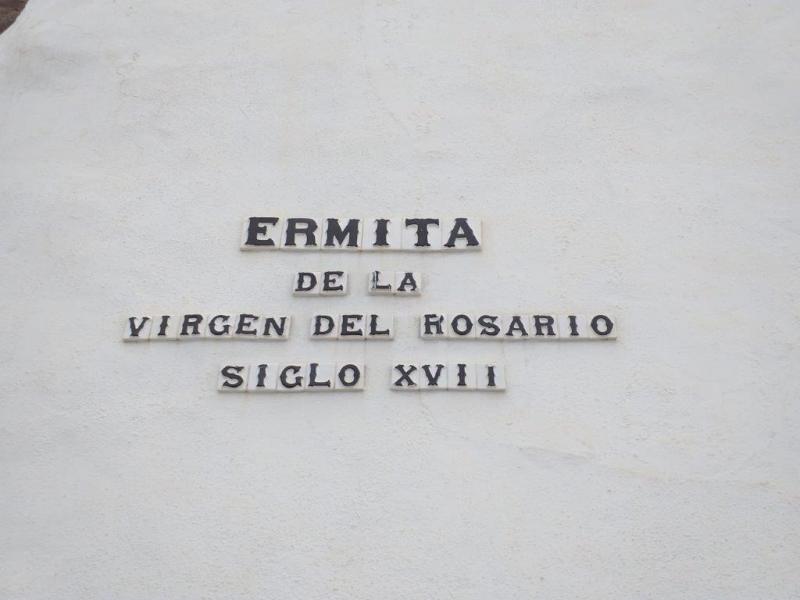 ERMITA
DE LA
VIRGEN DEL ROSARIO
SIGLO XVII